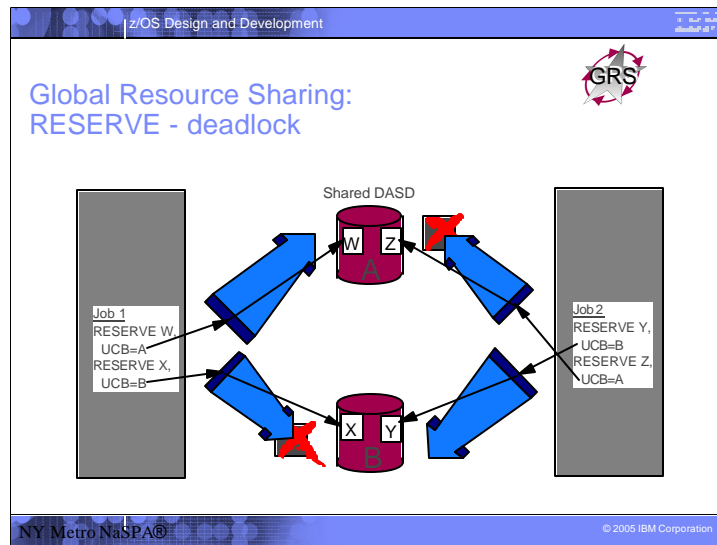 z/OS Design and Development
IBM
GRS
Global Resource Sharing:
RESERVE - deadlock
Shared DASD
W
Z
A
Job 1
RESERVE W,
UCB=A
RESERVE X,
UCB=B
Job 2
RESERVE Y,
UCB=B
RESERVE Z,
UCB=A
X
Y
B
NY Metro NaSPA®
© 2005 IBM Corporation